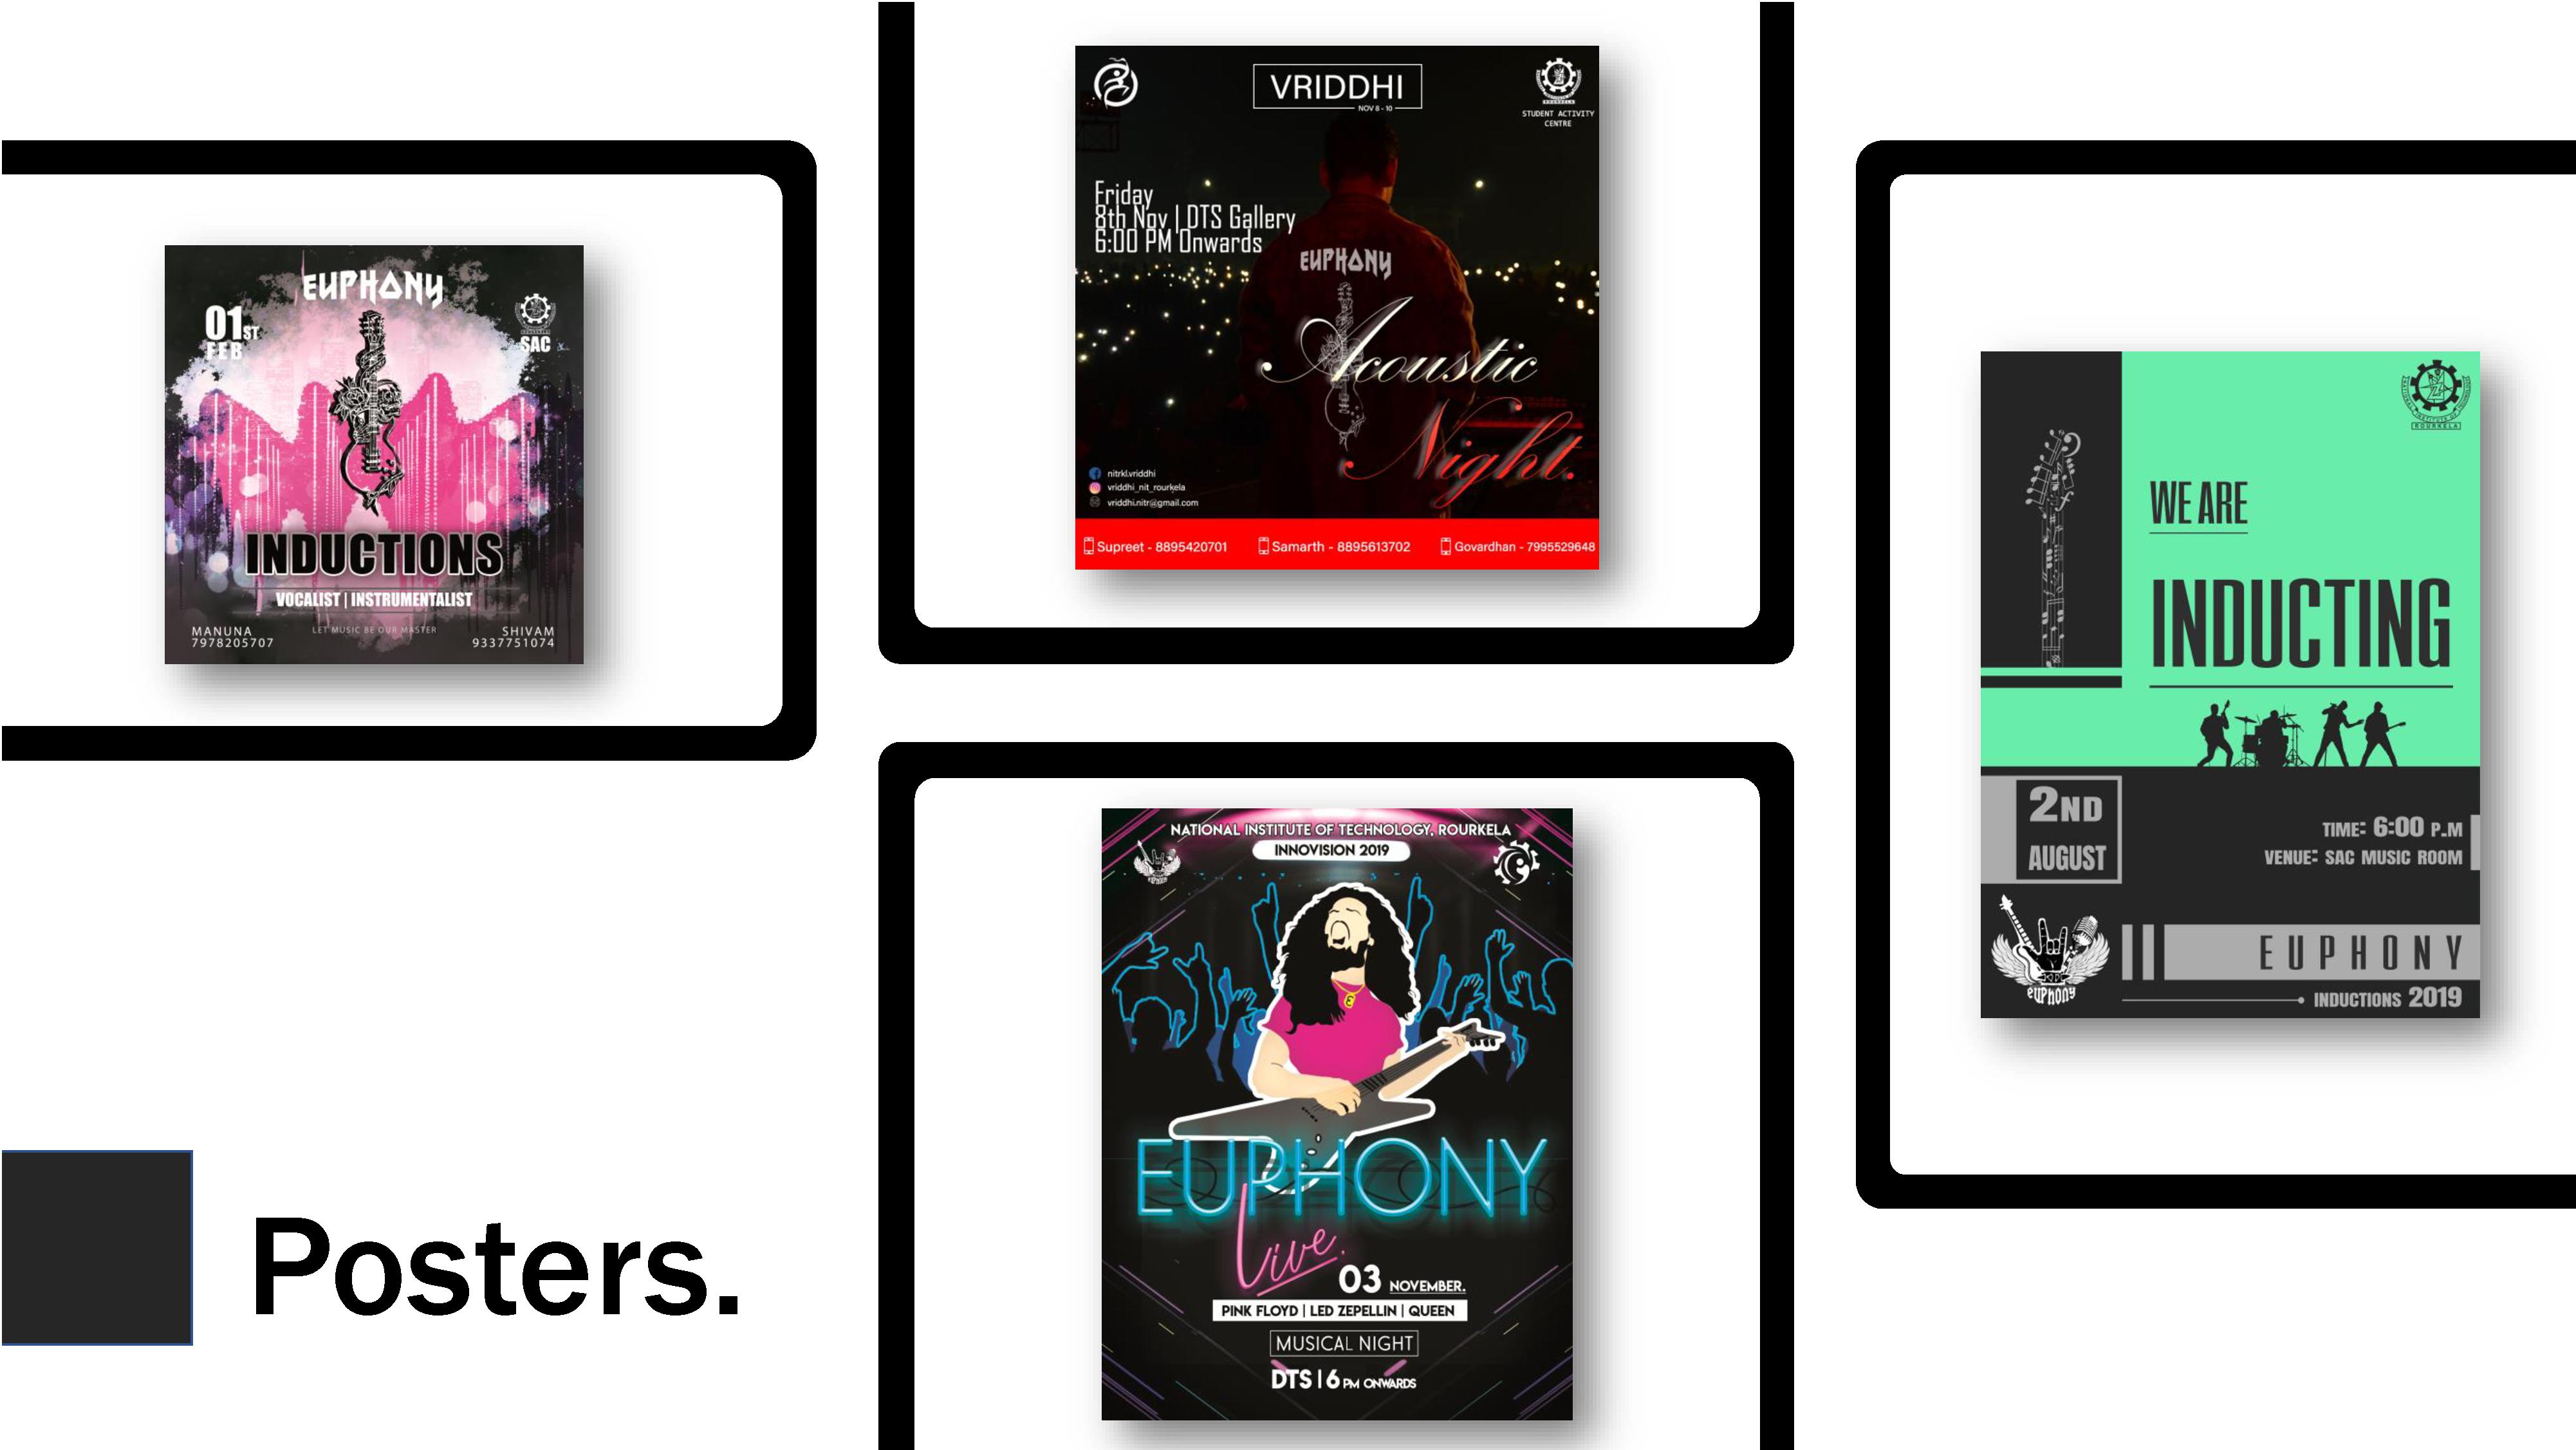 EUPHONY
01ST
FEB
SAC
INDUCTIONS
VOCALIST | INSTRUMENTALIST
MANUNA
7978205707
LET MUSIC BE OUR MASTER
SHIVAM
9337751074
VRIDDHI
NOV 8 - 10
STUDENT ACTIVITY
CENTRE
Friday
8th Nov | DTS Gallery
6:00 PM Onwards
EUPHONY
Acoustic
Night.
nitrkl.vriddhi
vriddhi_nit_rourkela
vriddhi.nitr@gmail.com
Supreet - 8895420701
Samarth - 8895613702
Govardhan - 7995529648
NATIONAL INSTITUTE OF TECHNOLOGY, ROURKELA
INNOVISION 2019
EUPHONY
Live.
03 NOVEMBER.
PINK FLOYD | LED ZEPELLIN | QUEEN
MUSICAL NIGHT
DTS | 6 PM ONWARDS
ROURKELA
WE ARE
INDUCTING
2ND
AUGUST
TIME: 6:00 P.M
VENUE: SAC MUSIC ROOM
euphony
EUPHONY
INDUCTIONS 2019
Posters.